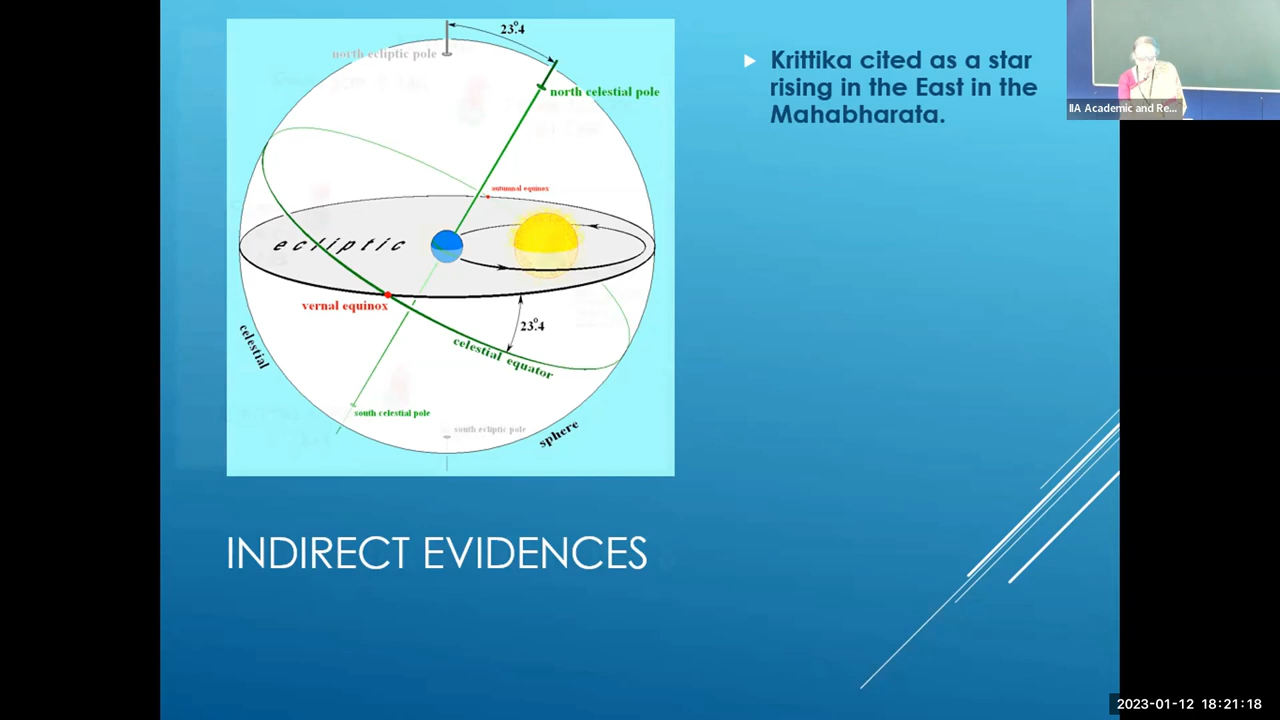 23°.4
north ecliptic pole
north celestial pole
autumnal equinox
ecliptic
vernal equinox
23°.4
celestial equator
celestial
south celestial pole
south ecliptic pole
sphere
Krittika cited as a star
rising in the East in the
Mahabharata.
INDIRECT EVIDENCES
IIA Academic and Re...
2023-01-12 18:21:18